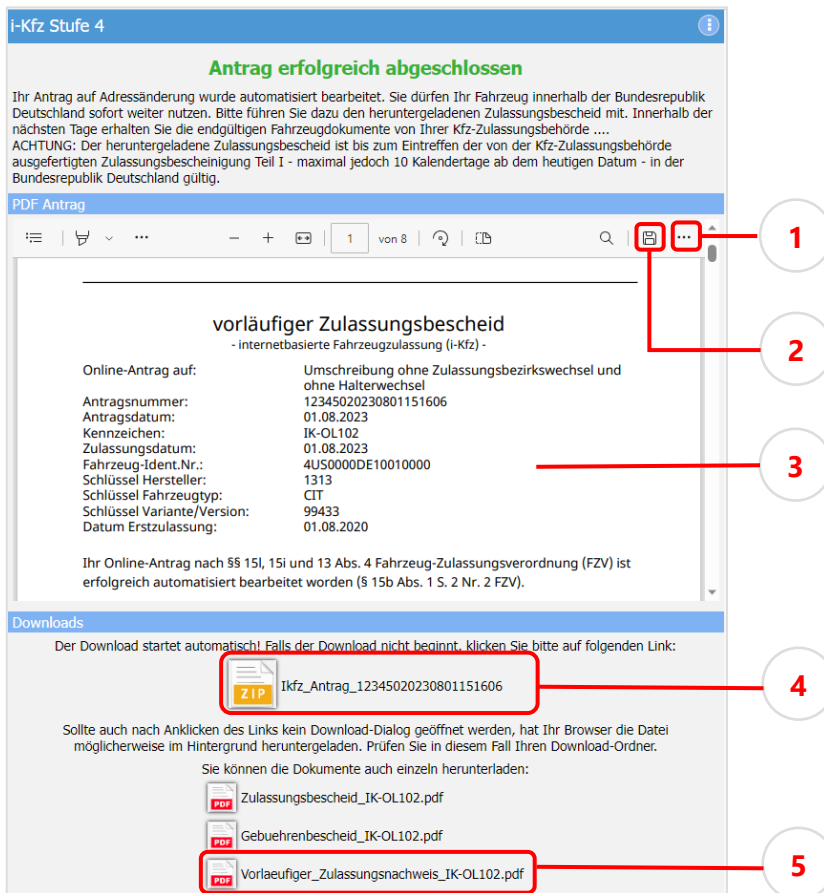 i-Kfz Stufe 4
Antrag erfolgreich abgeschlossen
Ihr Antrag auf Adressänderung wurde automatisiert bearbeitet. Sie dürfen Ihr Fahrzeug innerhalb der Bundesrepublik
Deutschland sofort weiter nutzen. Bitte führen Sie dazu den heruntergeladenen Zulassungsbescheid mit. Innerhalb der
nächsten Tage erhalten Sie die endgültigen Fahrzeugdokumente von Ihrer Kfz-Zulassungsbehörde ....
ACHTUNG: Der heruntergeladene Zulassungsbescheid ist bis zum Eintreffen der von der Kfz-Zulassungsbehörde
ausgefertigten Zulassungsbescheinigung Teil I - maximal jedoch 10 Kalendertage ab dem heutigen Datum - in der
Bundesrepublik Deutschland gültig.
PDF Antrag
1 von 8
1
2
vorläufiger Zulassungsbescheid
- internetbasierte Fahrzeugzulassung (i-Kfz) -
Online-Antrag auf: Umschreibung ohne Zulassungsbezirkswechsel und
ohne Halterwechsel
Antragsnummer: 12345020230801151606
Antragsdatum: 01.08.2023
Kennzeichen: IK-OL102
Zulassungsdatum: 01.08.2023
Fahrzeug-Ident.Nr.: 4US0000DE10010000
3
Schlüssel Hersteller: 1313
Schlüssel Fahrzeugtyp: CIT
Schlüssel Variante/Version: 99433
Datum Erstzulassung: 01.08.2020
Ihr Online-Antrag nach §§ 15l, 15i und 13 Abs. 4 Fahrzeug-Zulassungsverordnung (FZV) ist
erfolgreich automatisiert bearbeitet worden (§ 15b Abs. 1 S. 2 Nr. 2 FZV).
Downloads
Der Download startet automatisch! Falls der Download nicht beginnt, klicken Sie bitte auf folgenden Link:
ZIP Ikfz_Antrag_12345020230801151606
4
Sollte auch nach Anklicken des Links kein Download-Dialog geöffnet werden, hat Ihr Browser die Datei
möglicherweise im Hintergrund heruntergeladen. Prüfen Sie in diesem Fall Ihren Download-Ordner.
Sie können die Dokumente auch einzeln herunterladen:
PDF Zulassungsbescheid_IK-OL102.pdf
PDF Gebuehrenbescheid_IK-OL102.pdf
PDF Vorlaeufiger_Zulassungsnachweis_IK-OL102.pdf
5